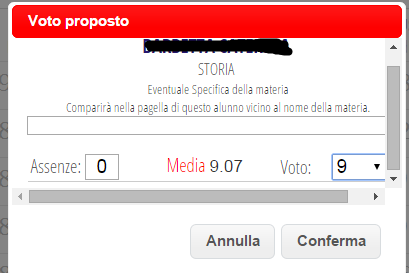 Voto proposto
STORIA
Eventuale Specifica della materia
Comparirà nella pagella di questo alunno vicino al nome della materia.
Assenze: 0 Media 9.07 Voto: 9
Annulla Conferma